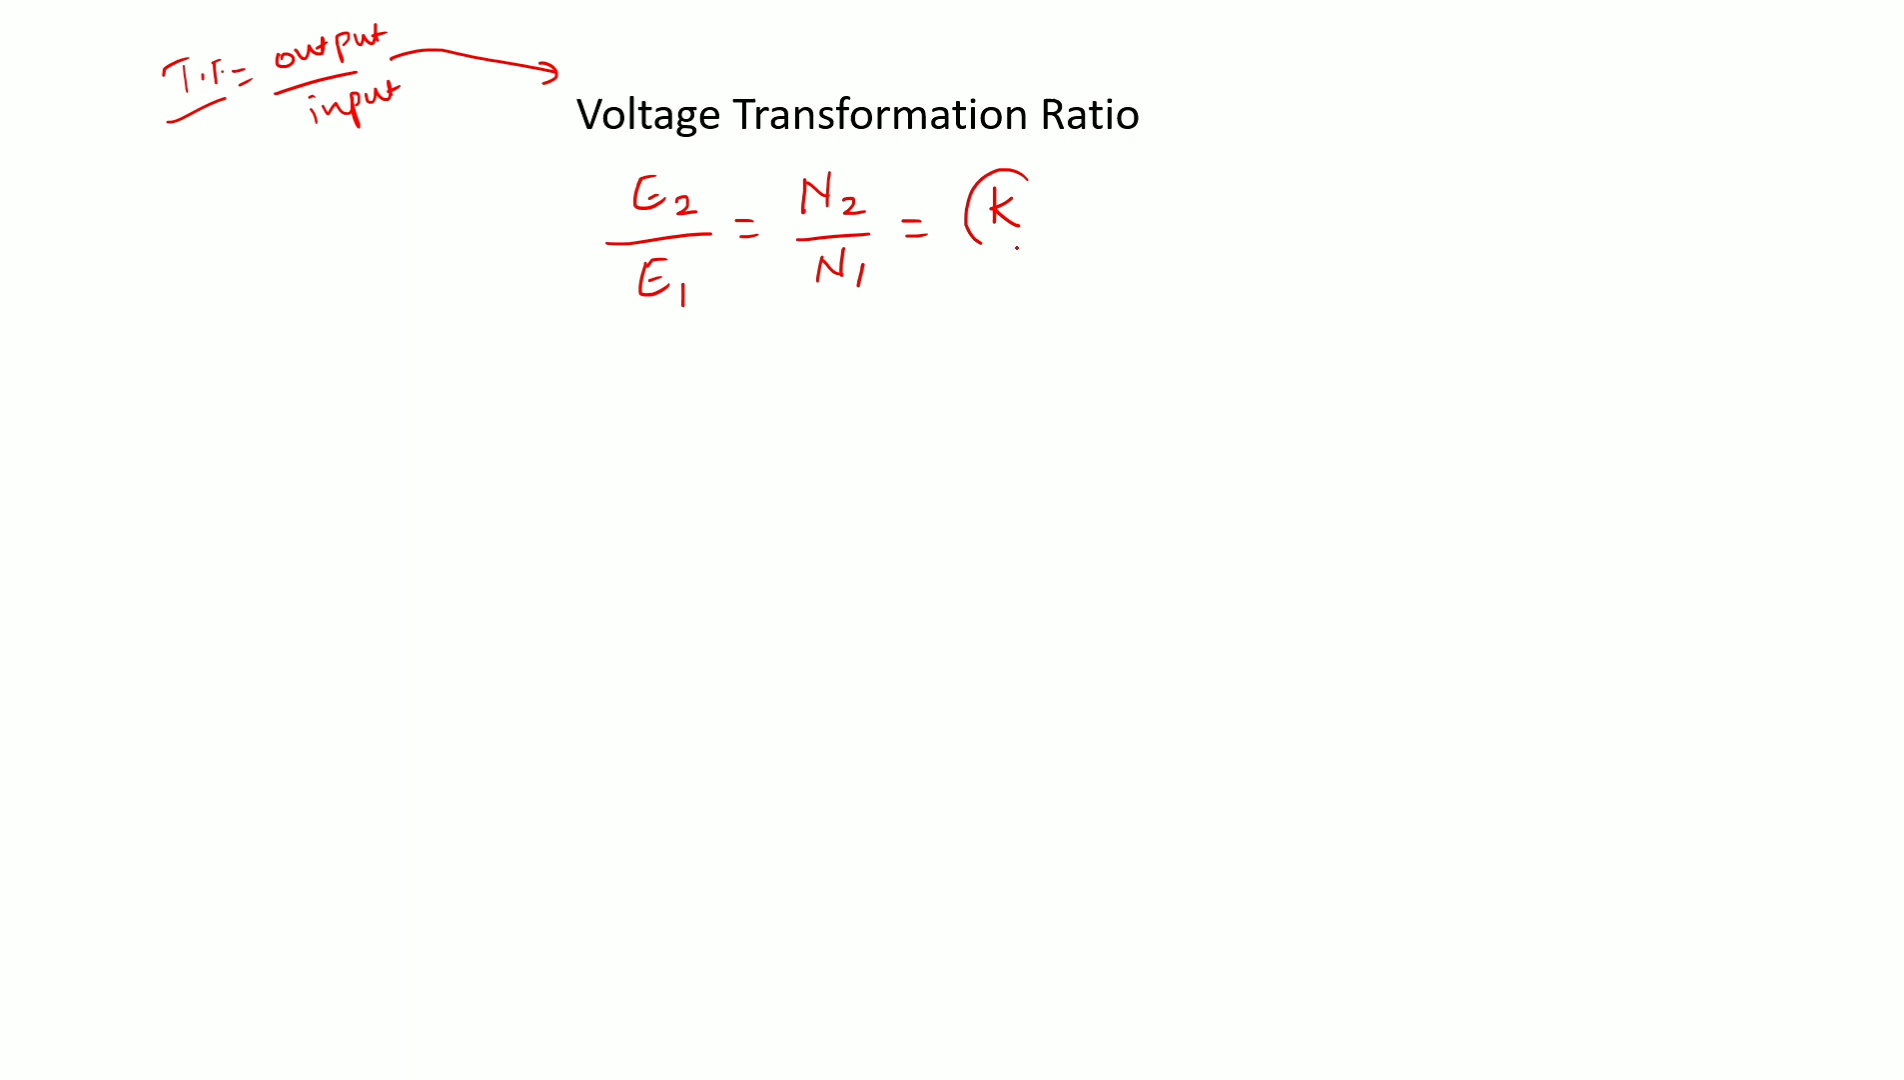 T.F. = output
input
Voltage Transformation Ratio
E2 = N2 = K
E1 N1